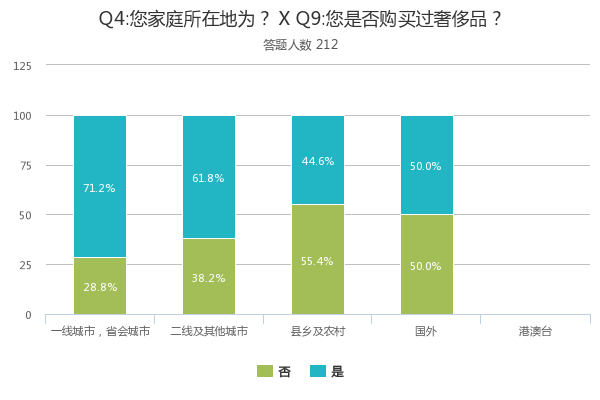 Q4:您家庭所在地为？ X Q9:您是否购买过奢侈品？
答题人数 212
125
100
75
50
25
0
71.2%
61.8%
44.6%
50.0%
28.8%
38.2%
55.4%
50.0%
一线城市，省会城市
二线及其他城市
县乡及农村
国外
港澳台
否 是